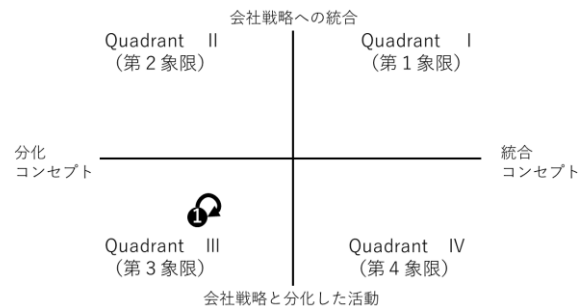 会社戦略への統合
Quadrant II
（第２象限）
Quadrant I
（第１象限）
分化
コンセプト
統合
コンセプト
1
Quadrant III
（第３象限）
Quadrant IV
（第４象限）
会社戦略と分化した活動